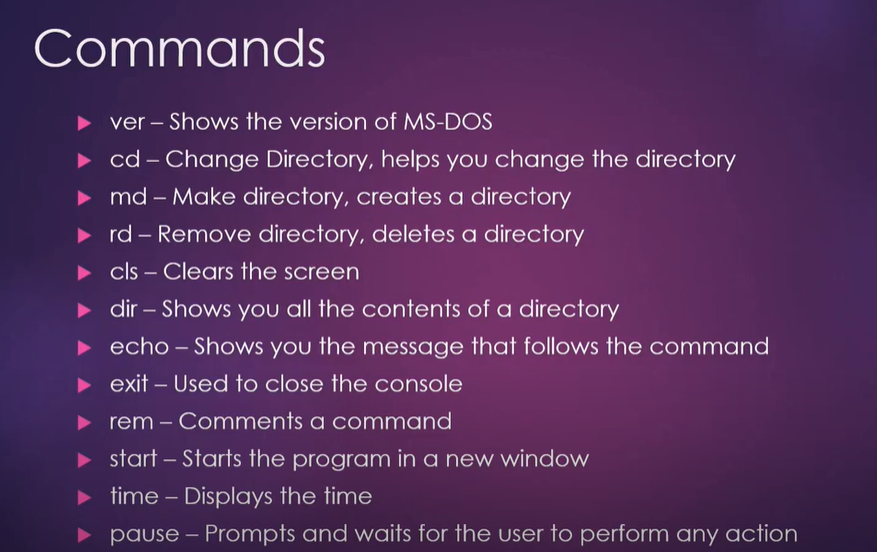 Commands
ver – Shows the version of MS-DOS
cd – Change Directory, helps you change the directory
md – Make directory, creates a directory
rd – Remove directory, deletes a directory
cls – Clears the screen
dir – Shows you all the contents of a directory
echo – Shows you the message that follows the command
exit – Used to close the console
rem – Comments a command
start – Starts the program in a new window
time – Displays the time
pause – Prompts and waits for the user to perform any action